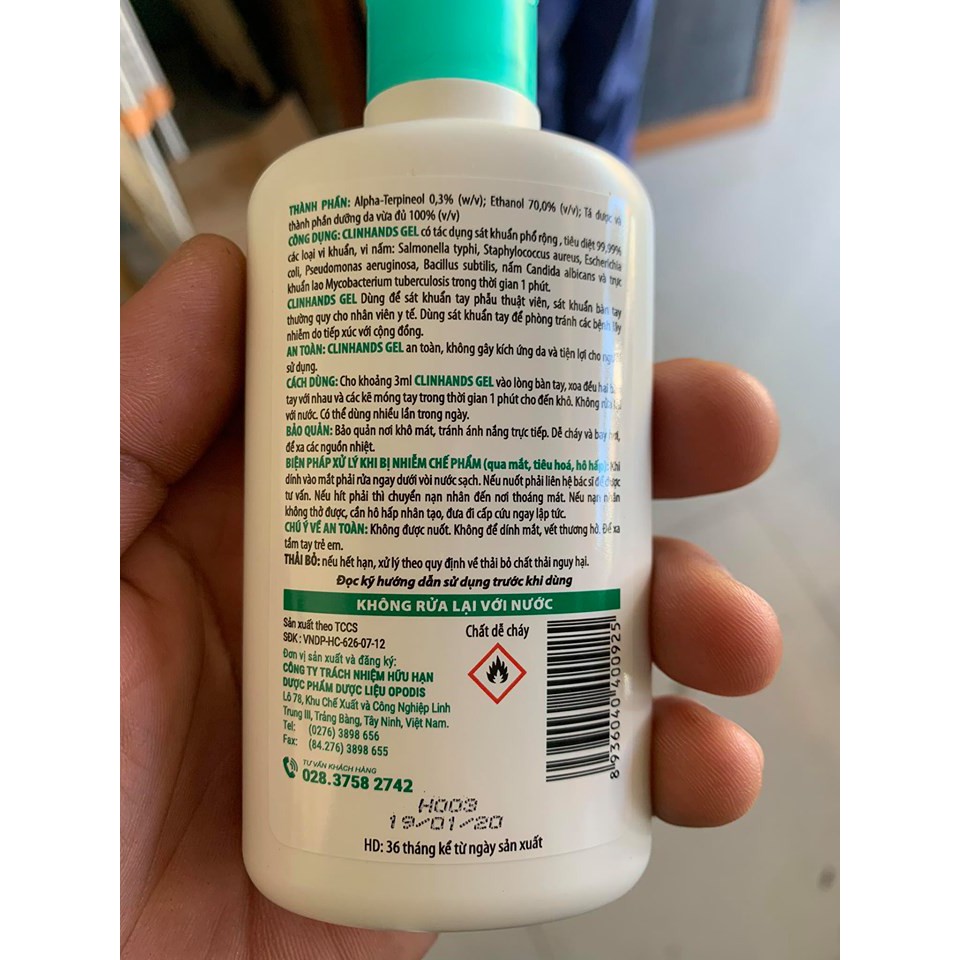 THÀNH PHẦN: Alpha-Terpineol 0,3% (w/v); Ethanol 70,0% (v/v); Tá dược và
thành phần dưỡng da vừa đủ 100% (v/v)
CÔNG DỤNG: CLINHANDS GEL có tác dụng sát khuẩn phổ rộng , tiêu diệt 99,99%
các loại vi khuẩn, vi nấm: Salmonella typhi, Staphylococcus aureus, Escherichia
coli, Pseudomonas aeruginosa, Bacillus subtilis, nấm Candida albicans và trực
khuẩn lao Mycobacterium tuberculosis trong thời gian 1 phút.
CLINHANDS GEL Dùng để sát khuẩn tay phẫu thuật viên, sát khuẩn bàn tay
thường quy cho nhân viên y tế. Dùng sát khuẩn tay để phòng tránh các bệnh lây
nhiễm do tiếp xúc với cộng đồng.
AN TOÀN: CLINHANDS GEL an toàn, không gây kích ứng da và tiện lợi cho
sử dụng.
CÁCH DÙNG: Cho khoảng 3ml CLINHANDS GEL vào lòng bàn tay, xoa đều hai
tay với nhau và các kẽ móng tay trong thời gian 1 phút cho đến khô. Không rửa lại
với nước. Có thể dùng nhiều lần trong ngày.
BẢO QUẢN: Bảo quản nơi khô mát, tránh ánh nắng trực tiếp. Dễ cháy và bay hơi,
để xa các nguồn nhiệt.
BIỆN PHÁP XỬ LÝ KHI BỊ NHIỄM CHẾ PHẨM (qua mắt, tiêu hoá, hô hấp): Khi
dính vào mắt phải rửa ngay dưới vòi nước sạch. Nếu nuốt phải liên hệ bác sĩ để được
tư vấn. Nếu hít phải thì chuyển nạn nhân đến nơi thoáng mát. Nếu nạn nhân
không thở được, cần hô hấp nhân tạo, đưa đi cấp cứu ngay lập tức.
CHÚ Ý VỀ AN TOÀN: Không được nuốt. Không để dính mắt, vết thương hở. Để xa
tầm tay trẻ em.
THẢI BỎ: nếu hết hạn, xử lý theo quy định về thải bỏ chất thải nguy hại.
Đọc kỹ hướng dẫn sử dụng trước khi dùng
KHÔNG RỬA LẠI VỚI NƯỚC
Sản xuất theo TCCS
SĐK : VNDP-HC-626-07-12
Đơn vị sản xuất và đăng ký:
CÔNG TY TRÁCH NHIỆM HỮU HẠN
DƯỢC PHẨM DƯỢC LIỆU OPODIS
Lô 78, Khu Chế Xuất và Công Nghiệp Linh
Trung III, Trảng Bàng, Tây Ninh, Việt Nam.
Tel: (0276) 3898 656
Fax: (84.276) 3898 655
TƯ VẤN KHÁCH HÀNG
028.3758 2742
Chất dễ cháy
8 936040 400925
H003
19/01/20
HD: 36 tháng kể từ ngày sản xuất